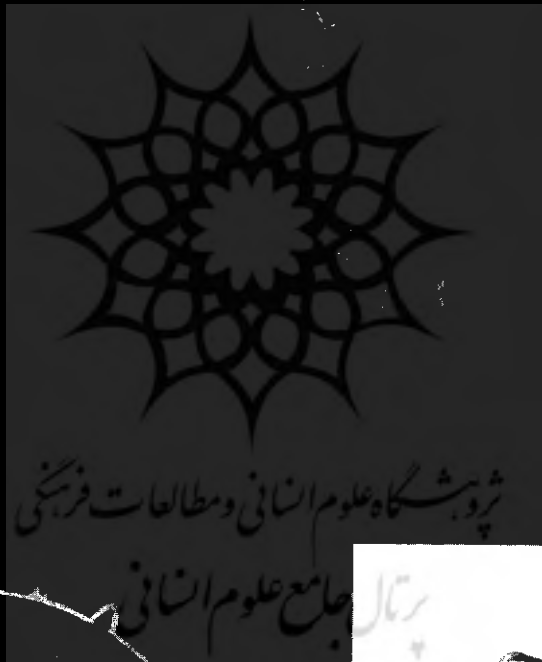 پژوهشگاه علوم انسانی و مطالعات فرهنگی
پرتال جامع علوم انسانی